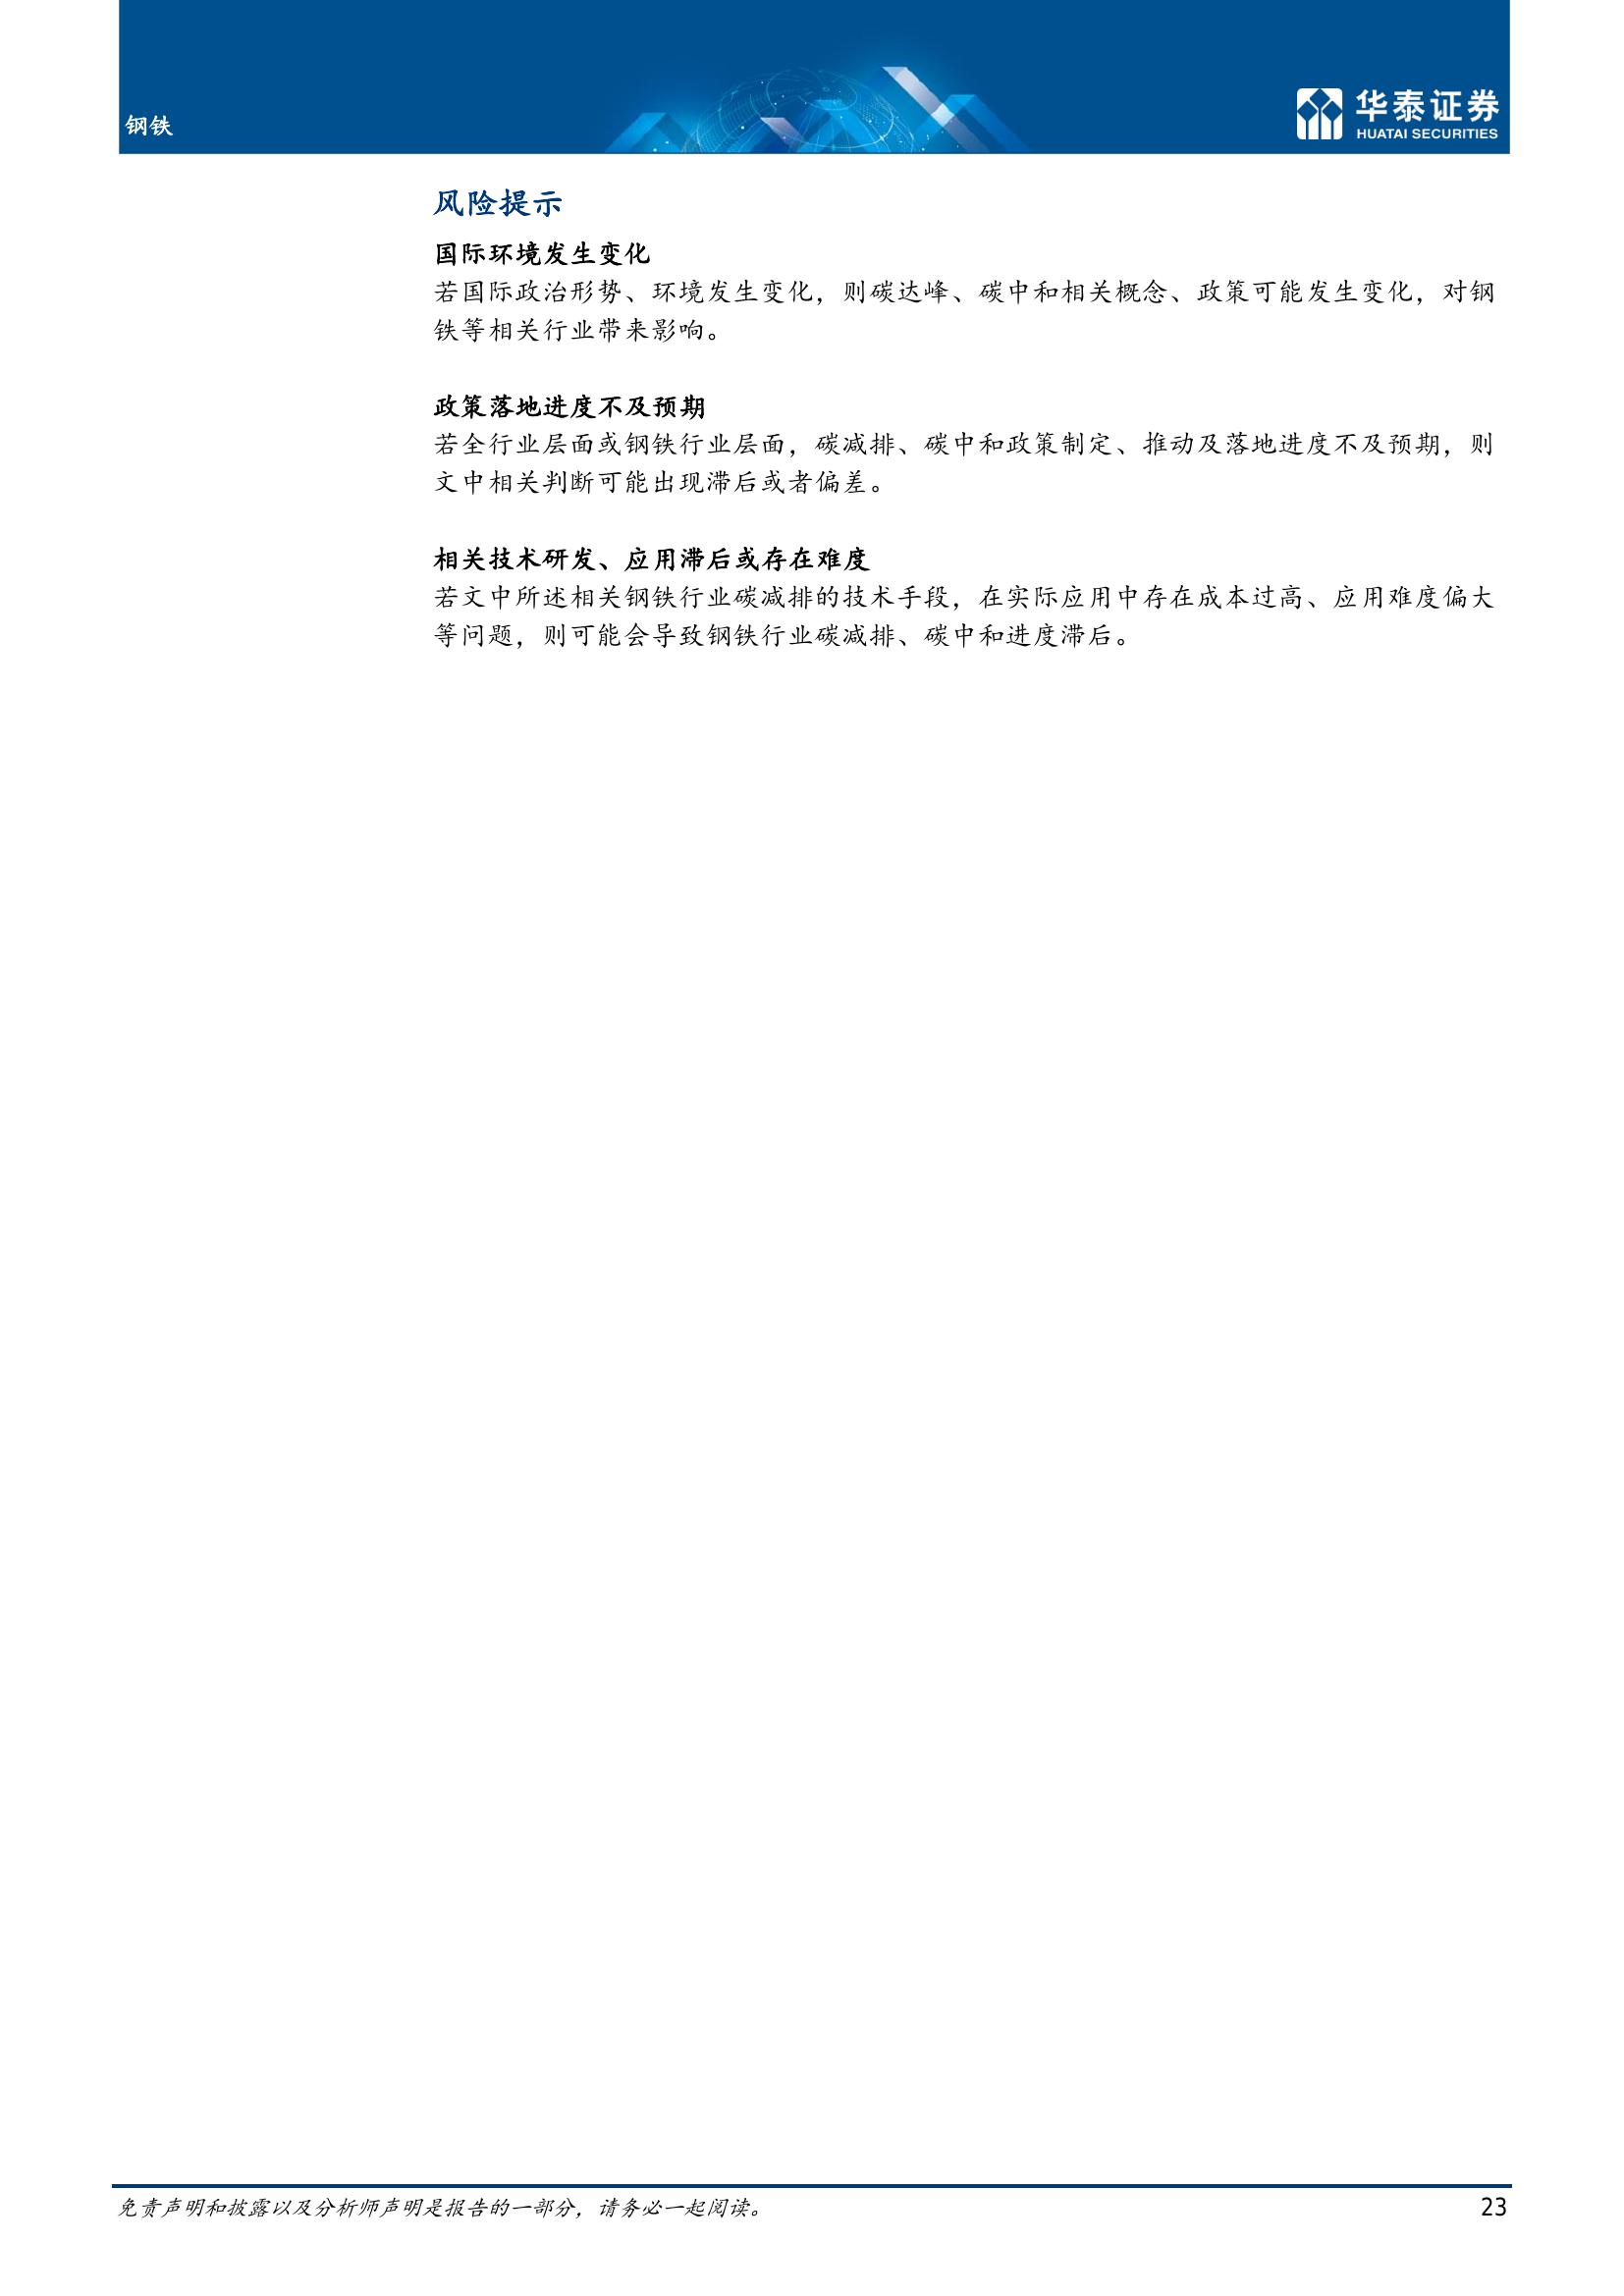 钢铁
华泰证券
HUATAI SECURITIES
风险提示
国际环境发生变化
若国际政治形势、环境发生变化，则碳达峰、碳中和相关概念、政策可能发生变化，对钢
铁等相关行业带来影响。
政策落地进度不及预期
若全行业层面或钢铁行业层面，碳减排、碳中和政策制定、推动及落地进度不及预期，则
文中相关判断可能出现滞后或者偏差。
相关技术研发、应用滞后或存在难度
若文中所述相关钢铁行业碳减排的技术手段，在实际应用中存在成本过高、应用难度偏大
等问题，则可能会导致钢铁行业碳减排、碳中和进度滞后。
免责声明和披露以及分析师声明是报告的一部分，请务必一起阅读。
23